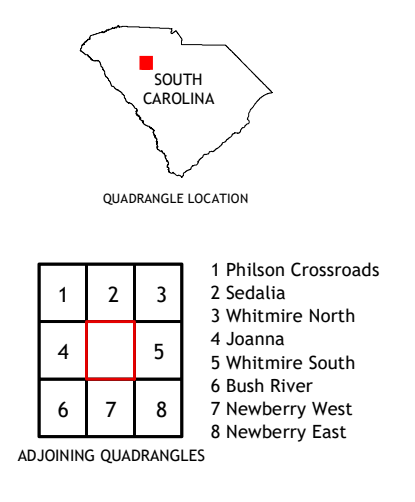 SOUTH
CAROLINA
QUADRANGLE LOCATION
1 2 3
4 5
6 7 8
ADJOINING QUADRANGLES
1 Philson Crossroads
2 Sedalia
3 Whitmire North
4 Joanna
5 Whitmire South
6 Bush River
7 Newberry West
8 Newberry East